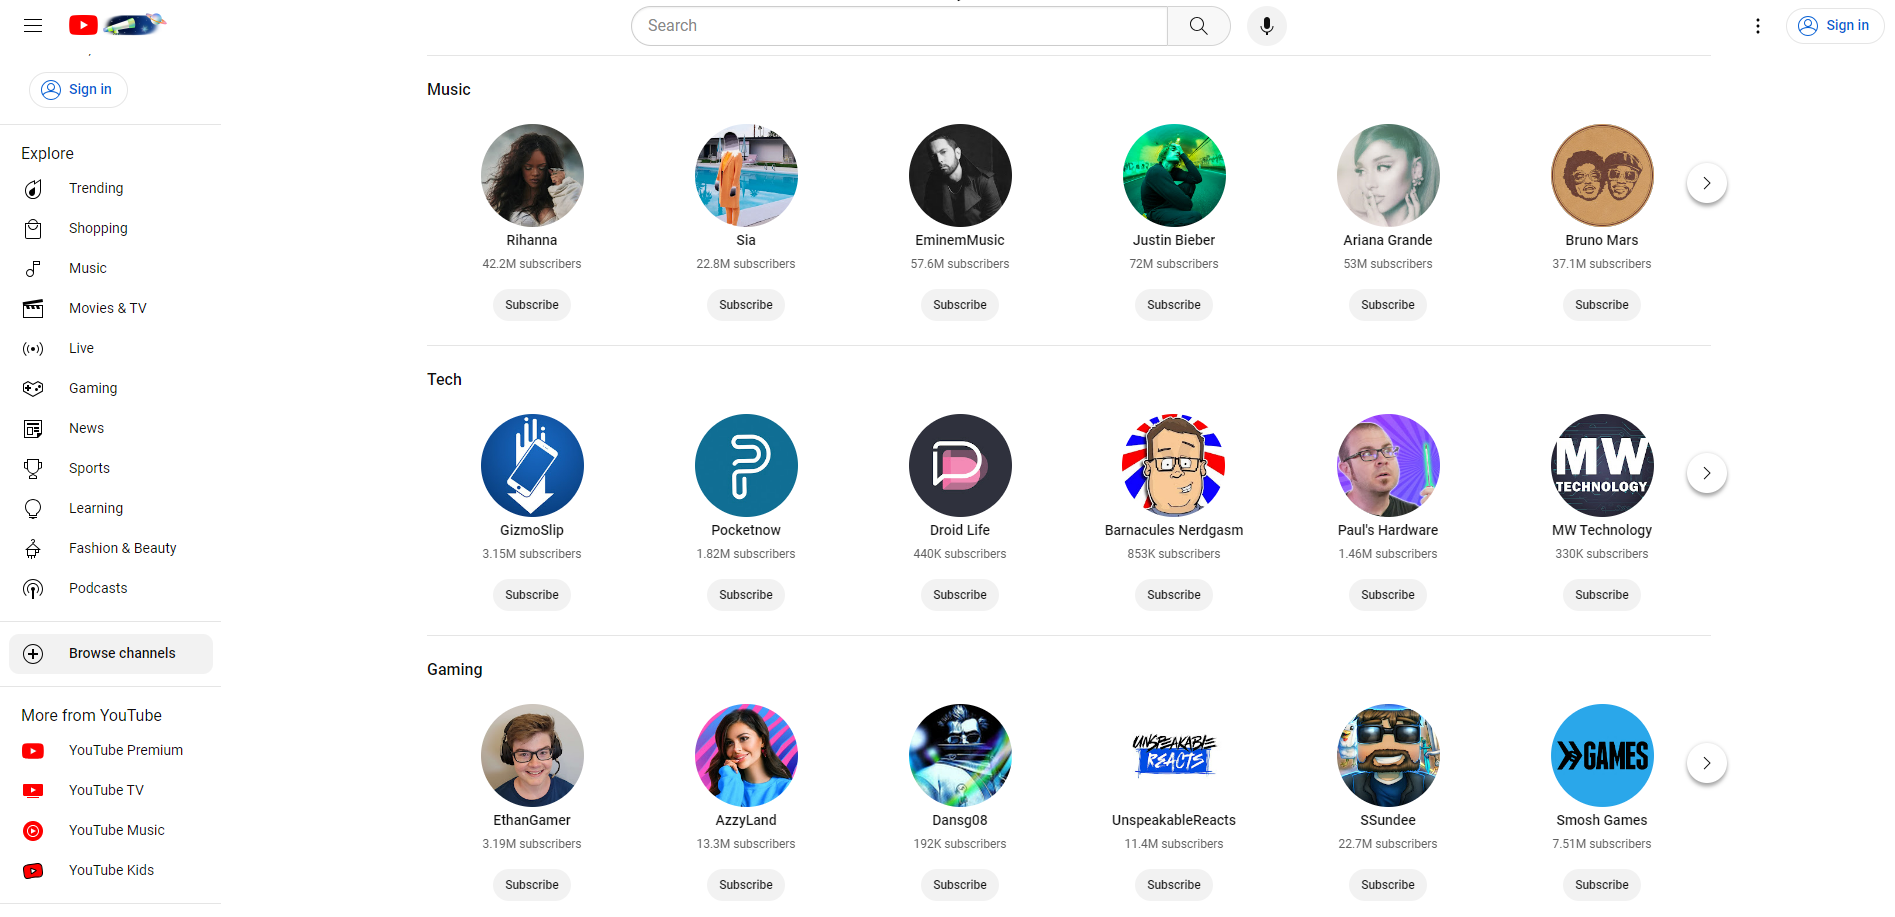 Search
Sign in
Sign in
Explore
Trending
Shopping
Music
Movies & TV
Live
Gaming
News
Sports
Learning
Fashion & Beauty
Podcasts
Browse channels
More from YouTube
YouTube Premium
YouTube TV
YouTube Music
YouTube Kids
Music
Rihanna
42.2M subscribers
Subscribe
Sia
22.8M subscribers
Subscribe
EminemMusic
57.6M subscribers
Subscribe
Justin Bieber
72M subscribers
Subscribe
Ariana Grande
53M subscribers
Subscribe
Bruno Mars
37.1M subscribers
Subscribe
Tech
GizmoSlip
3.15M subscribers
Subscribe
Pocketnow
1.82M subscribers
Subscribe
Droid Life
440K subscribers
Subscribe
Barnacules Nerdgasm
853K subscribers
Subscribe
Paul's Hardware
1.46M subscribers
Subscribe
MW
TECHNOLOGY
MW Technology
330K subscribers
Subscribe
Gaming
EthanGamer
3.19M subscribers
Subscribe
AzzyLand
13.3M subscribers
Subscribe
Dansg08
192K subscribers
Subscribe
UNSPEAKABLE
REACTS
UnspeakableReacts
11.4M subscribers
Subscribe
SSundee
22.7M subscribers
Subscribe
GAMES
Smosh Games
7.51M subscribers
Subscribe